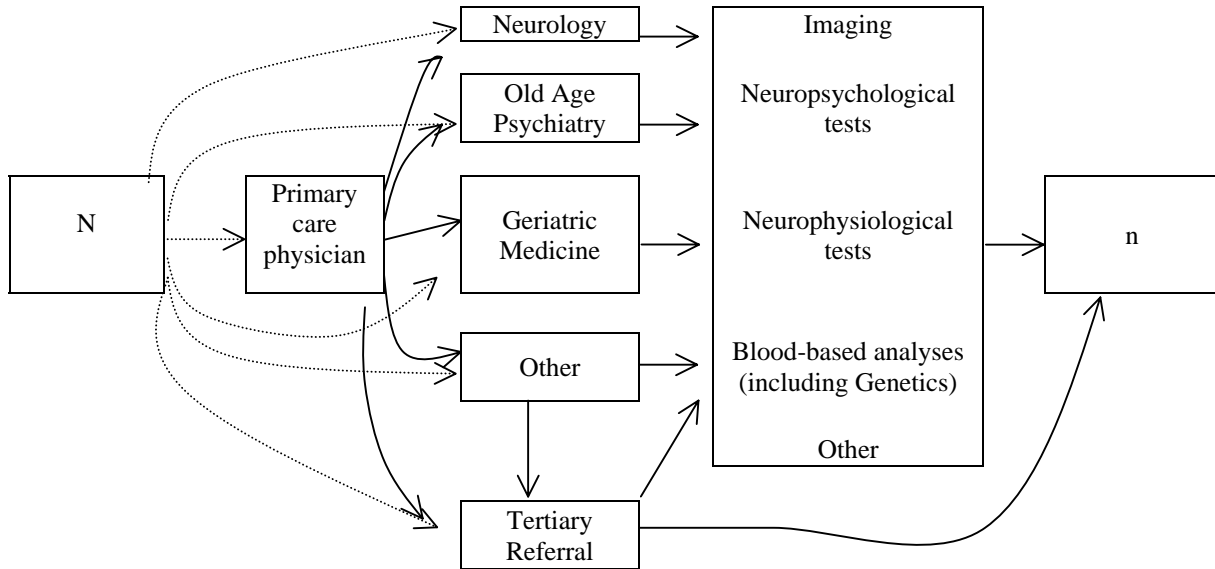 N
Primary
care
physician
Neurology
Old Age
Psychiatry
Geriatric
Medicine
Other
Tertiary
Referral
Imaging
Neuropsychological
tests
Neurophysiological
tests
Blood-based analyses
(including Genetics)
Other
n